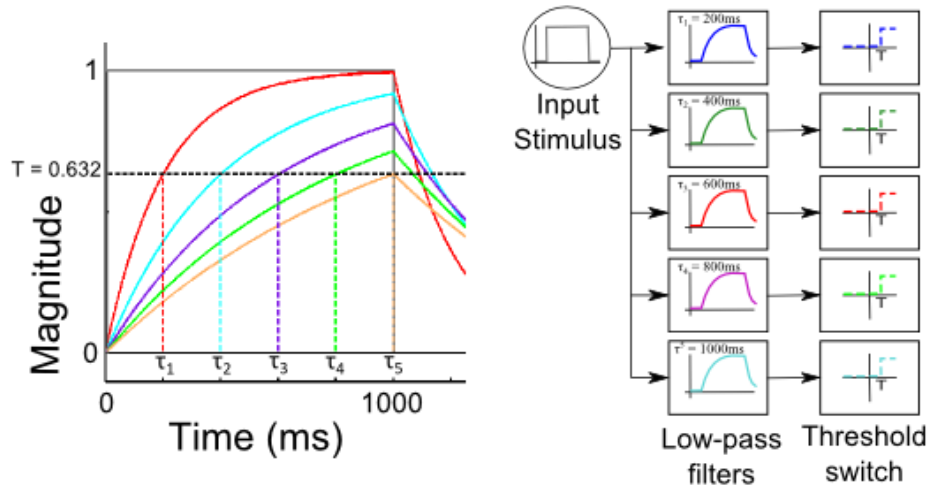 1
T = 0.632
0
Magnitude
τ1
τ2
τ3
τ4
τ5
0
1000
Time (ms)
Input
Stimulus
τ1 = 200ms
T
τ2 = 400ms
T
τ3 = 600ms
T
τ4 = 800ms
T
τ5 = 1000ms
T
Low-pass
filters
Threshold
switch